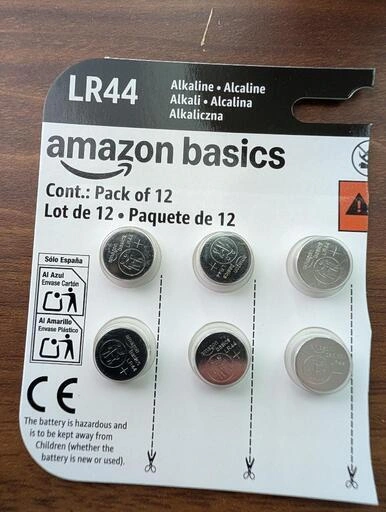 LR44
Alkaline • Alcaline
Alkali • Alcalina
Alkaliczna
amazon basics
Cont.: Pack of 12
Lot de 12 • Paquete de 12
Sólo España
Al Azul
Envase Cartón
Al Amarillo
Envase Plástico
CE
The battery is hazardous and
is to be kept away from
Children (whether the
battery is new or used).